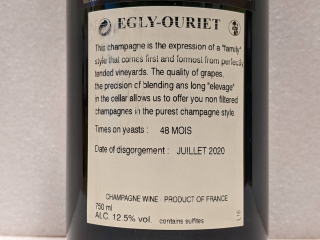 EGLY-OURIET
This champagne is the expression of a "family"
style that comes first and formost from perfectly
tended vineyards. The quality of grapes,
the precision of blending ans long "elevage"
in the cellar allows us to offer you non filtered
champagnes in the purest champagne style.
Times on yeasts : 48 MOIS
Date of disgorgement : JUILLET 2020
CHAMPAGNE WINE - PRODUCT OF FRANCE
750 ml
ALC. 12.5% vol. contains sulfites